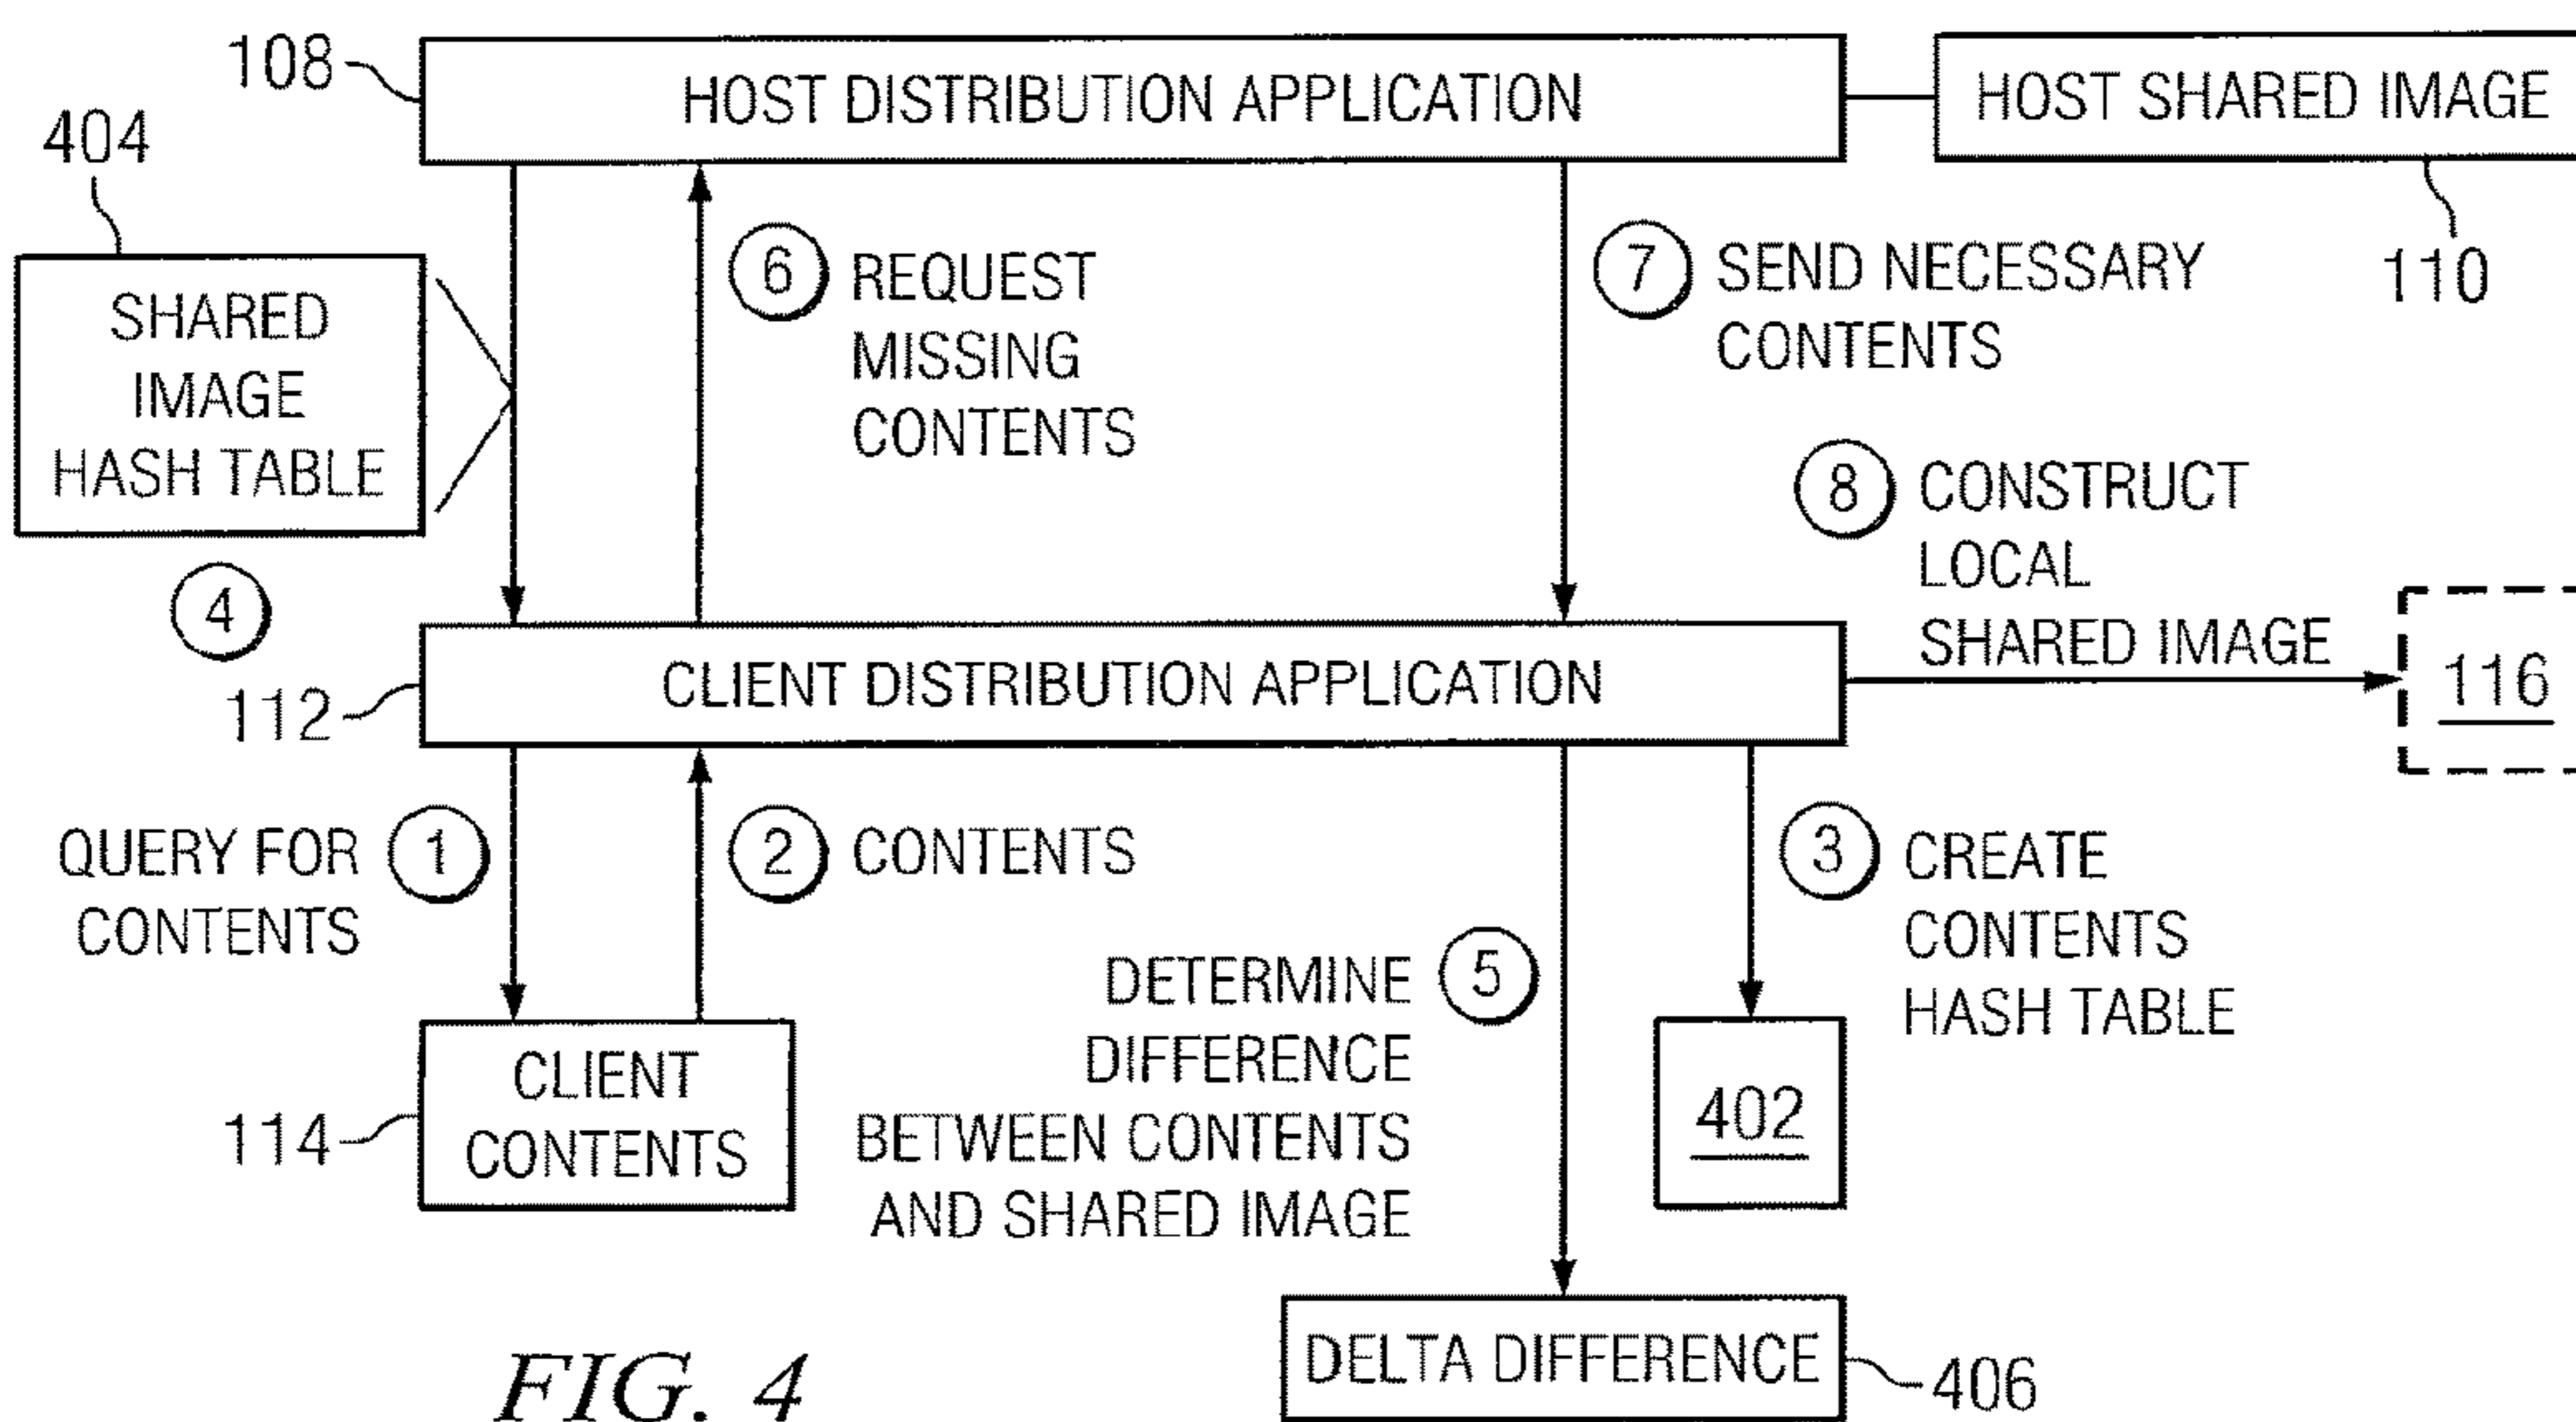 108
HOST DISTRIBUTION APPLICATION
HOST SHARED IMAGE
110
404
SHARED
IMAGE
HASH TABLE
4
6 REQUEST
MISSING
CONTENTS
7 SEND NECESSARY
CONTENTS
8 CONSTRUCT
LOCAL
SHARED IMAGE
116
112
CLIENT DISTRIBUTION APPLICATION
QUERY FOR 1
CONTENTS
2 CONTENTS
3 CREATE
CONTENTS
HASH TABLE
402
114
CLIENT
CONTENTS
DETERMINE 5
DIFFERENCE
BETWEEN CONTENTS
AND SHARED IMAGE
DELTA DIFFERENCE
406
FIG. 4